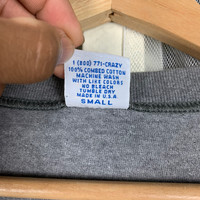 1 (800) 771-CRAZY
100% COMBED COTTON
MACHINE WASH
WITH LIKE COLORS
NO BLEACH
TUMBLE DRY
MADE IN U.S.A.
SMALL